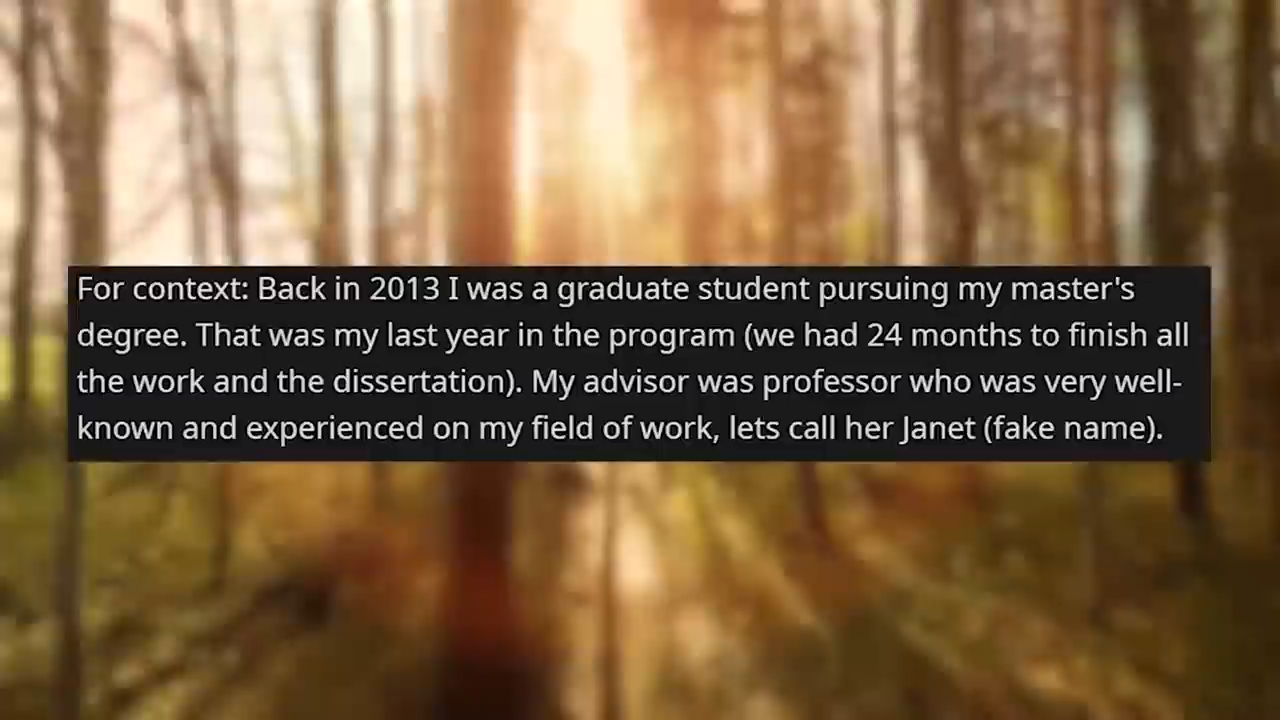 For context: Back in 2013 I was a graduate student pursuing my master's
degree. That was my last year in the program (we had 24 months to finish all
the work and the dissertation). My advisor was professor who was very well-
known and experienced on my field of work, lets call her Janet (fake name).